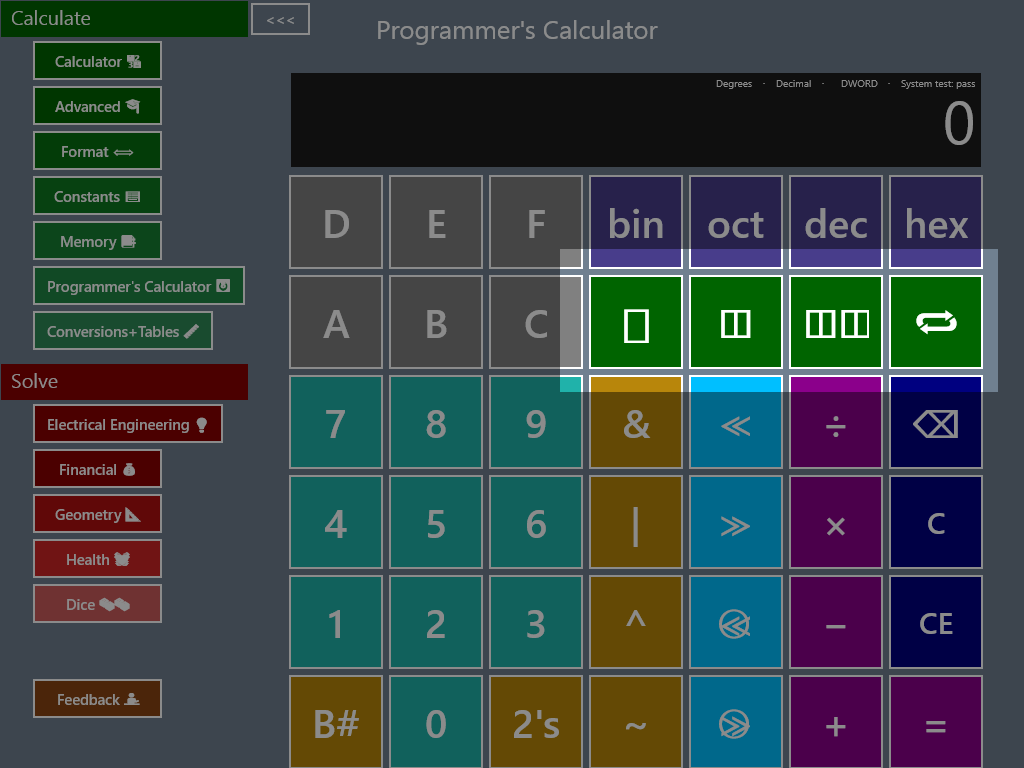 Calculate
<<<
Programmer's Calculator
Calculator
Advanced
Format
Constants
Memory
Programmer's Calculator
Conversions+Tables
Solve
Electrical Engineering
Financial
Geometry
Health
Dice
Feedback
Degrees - Decimal - DWORD - System test: pass
0
D E F bin oct dec hex
A B C
7 8 9 & ≪ ÷ ⌫
4 5 6 | ≫ × C
1 2 3 ^ ≪ − CE
B# 0 2's ~ ≫ + =